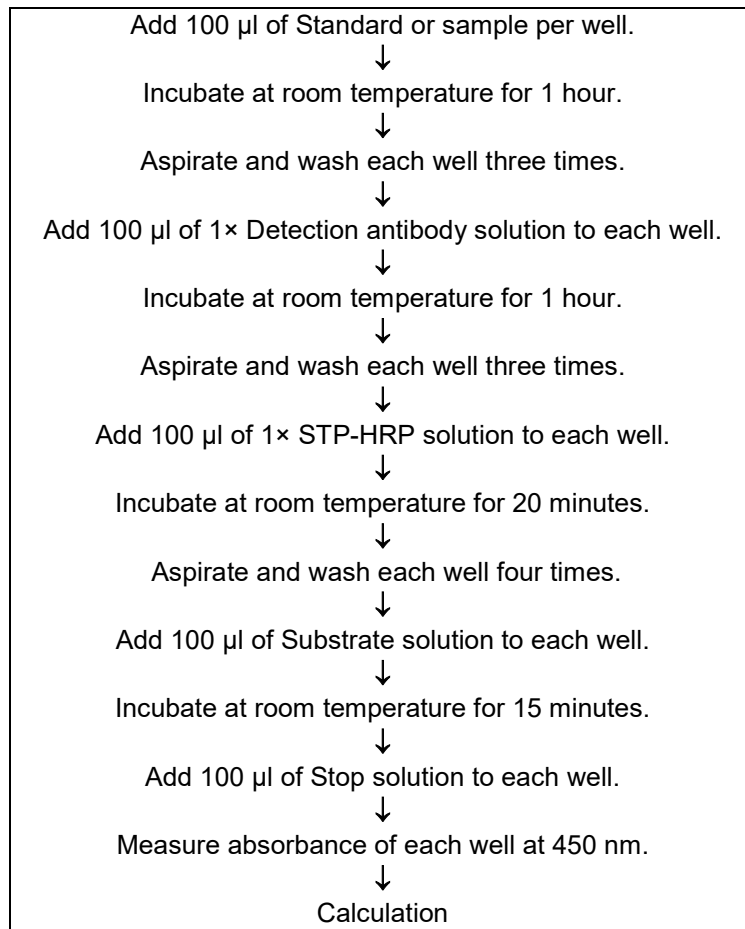 Add 100 µl of Standard or sample per well.
↓
Incubate at room temperature for 1 hour.
↓
Aspirate and wash each well three times.
↓
Add 100 µl of 1× Detection antibody solution to each well.
↓
Incubate at room temperature for 1 hour.
↓
Aspirate and wash each well three times.
↓
Add 100 µl of 1× STP-HRP solution to each well.
↓
Incubate at room temperature for 20 minutes.
↓
Aspirate and wash each well four times.
↓
Add 100 µl of Substrate solution to each well.
↓
Incubate at room temperature for 15 minutes.
↓
Add 100 µl of Stop solution to each well.
↓
Measure absorbance of each well at 450 nm.
↓
Calculation